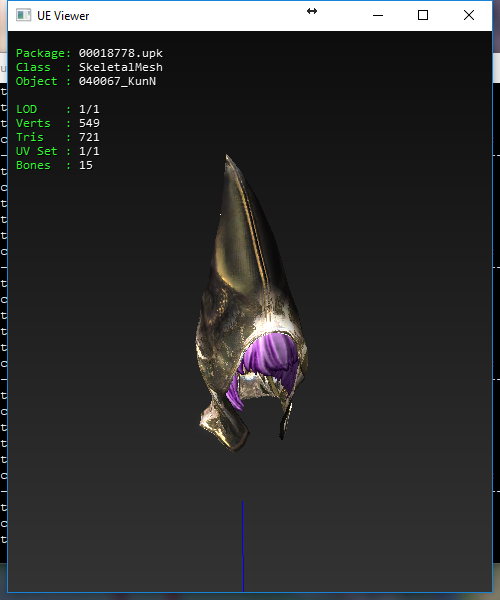 UE Viewer
Package: 00018778.upk
Class : SkeletalMesh
Object : 040067_KunN
LOD : 1/1
Verts : 549
Tris : 721
UV Set : 1/1
Bones : 15